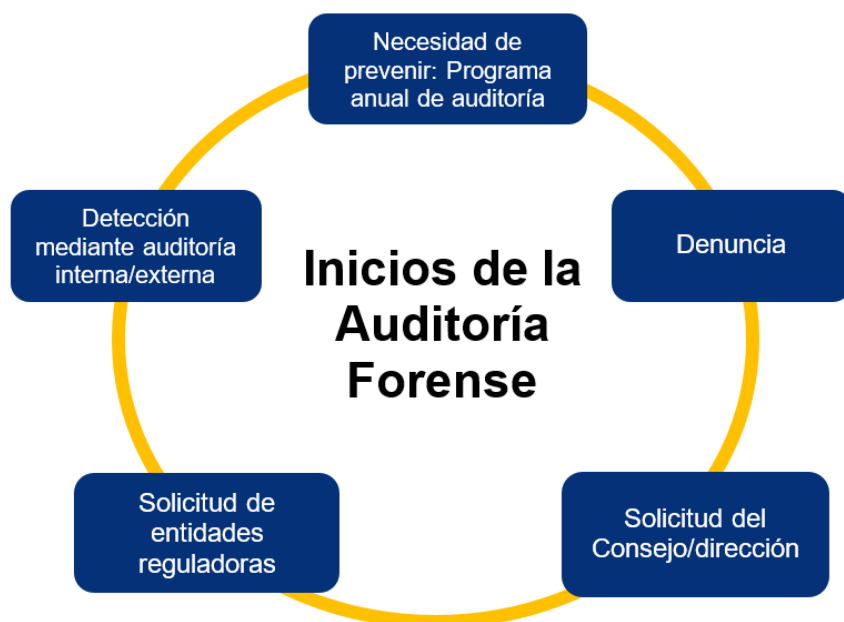 Necesidad de
prevenir: Programa
anual de auditoría
Detección
mediante auditoría
interna/externa
Denuncia
Inicios de la
Auditoría
Forense
Solicitud de
entidades
reguladoras
Solicitud del
Consejo/dirección